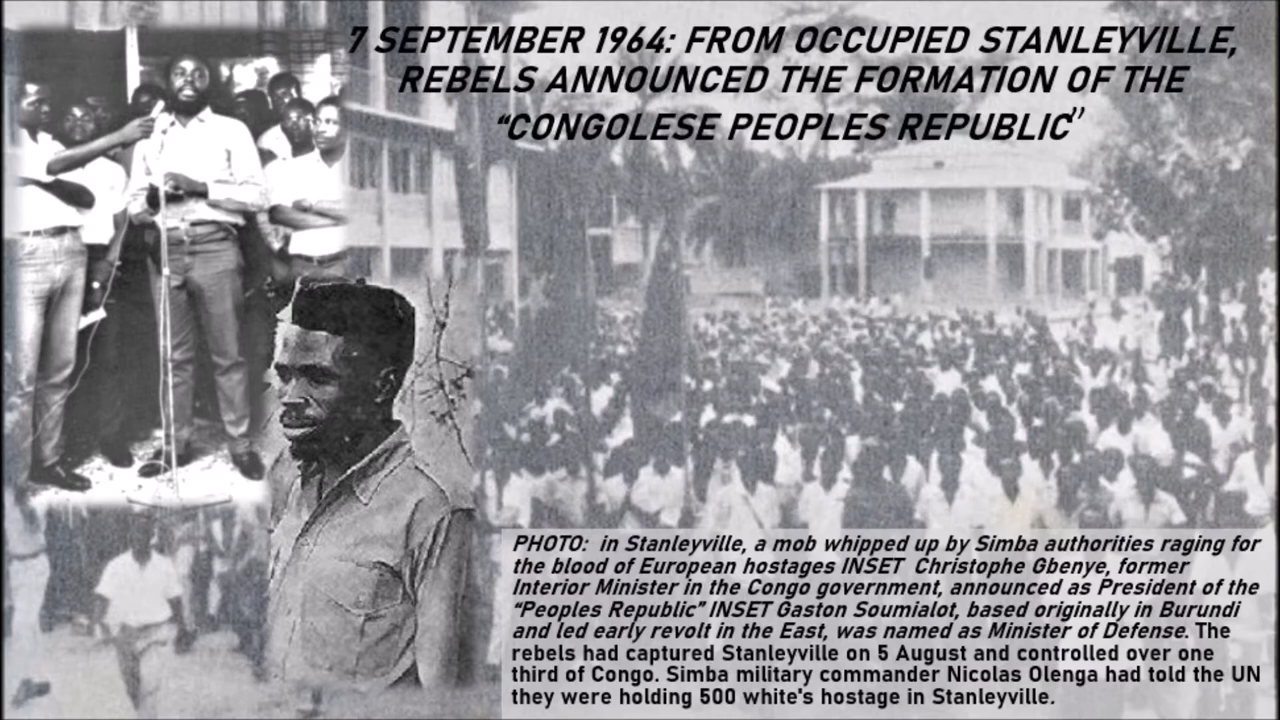 7 SEPTEMBER 1964: FROM OCCUPIED STANLEYVILLE,
REBELS ANNOUNCED THE FORMATION OF THE
“CONGOLESE PEOPLES REPUBLIC”
PHOTO:  in Stanleyville, a mob whipped up by Simba authorities raging for
the blood of European hostages INSET  Christophe Gbenye, former
Interior Minister in the Congo government, announced as President of the
“Peoples Republic” INSET Gaston Soumialot, based originally in Burundi
and led early revolt in the East, was named as Minister of Defense. The
rebels had captured Stanleyville on 5 August and controlled over one
third of Congo. Simba military commander Nicolas Olenga had told the UN
they were holding 500 white's hostage in Stanleyville.